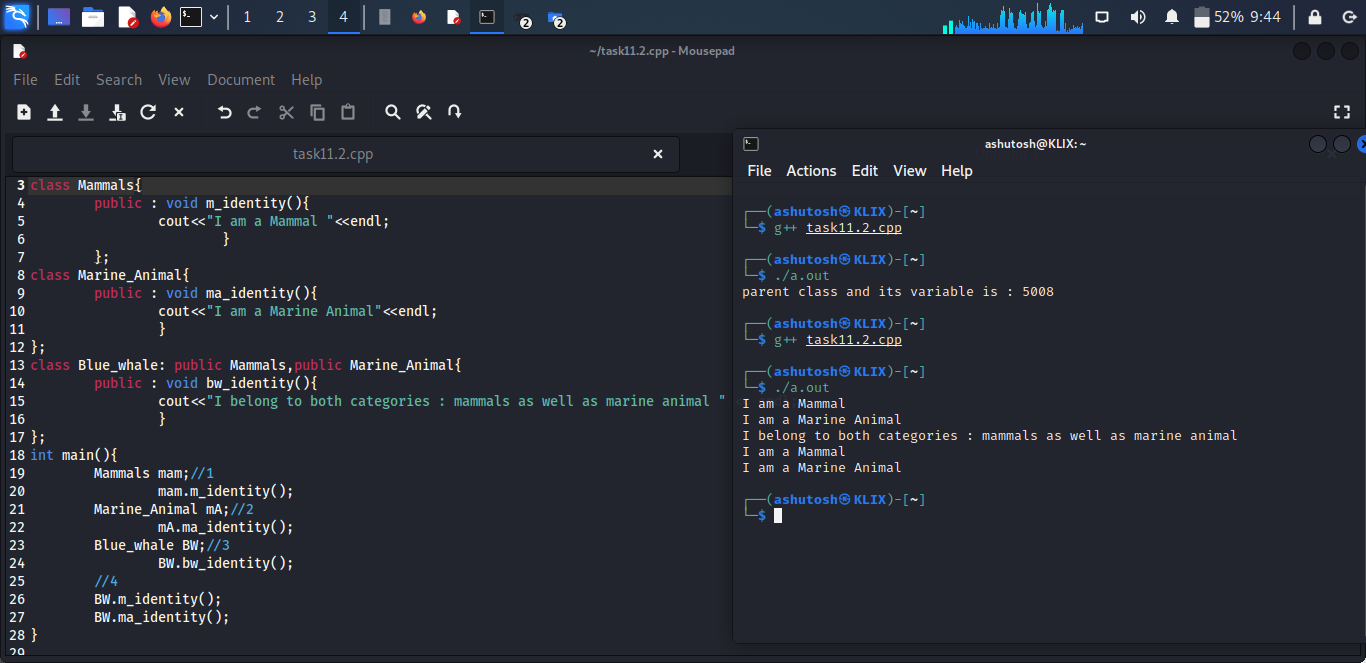 1 2 3 4 2 2 52% 9:44
~/task11.2.cpp - Mousepad
File Edit Search View Document Help
task11.2.cpp
3 class Mammals{
4 public : void m_identity(){
5 cout<<"I am a Mammal "<<endl;
6 }
7 };
8 class Marine_Animal{
9 public : void ma_identity(){
10 cout<<"I am a Marine Animal"<<endl;
11 }
12 };
13 class Blue_whale: public Mammals,public Marine_Animal{
14 public : void bw_identity(){
15 cout<<"I belong to both categories : mammals as well as marine animal "
16 }
17 };
18 int main(){
19 Mammals mam;//1
20 mam.m_identity();
21 Marine_Animal mA;//2
22 mA.ma_identity();
23 Blue_whale BW;//3
24 BW.bw_identity();
25 //4
26 BW.m_identity();
27 BW.ma_identity();
28 }
29
ashutosh@KLIX: ~
File Actions Edit View Help
┌──(ashutosh㉿KLIX)-[~]
└─$ g++ task11.2.cpp
┌──(ashutosh㉿KLIX)-[~]
└─$ ./a.out
parent class and its variable is : 5008
┌──(ashutosh㉿KLIX)-[~]
└─$ g++ task11.2.cpp
┌──(ashutosh㉿KLIX)-[~]
└─$ ./a.out
I am a Mammal
I am a Marine Animal
I belong to both categories : mammals as well as marine animal
I am a Mammal
I am a Marine Animal
┌──(ashutosh㉿KLIX)-[~]
└─$